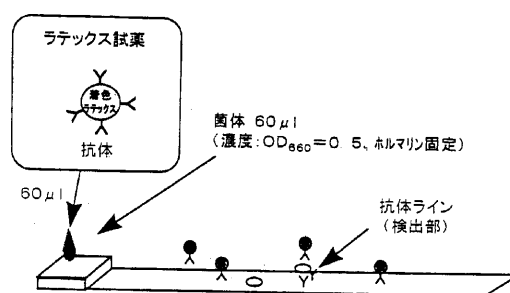 ラテックス試薬
着色
ラテックス
抗体
60μl
菌体 60μl
(濃度:OD660=0.5、ホルマリン固定)
抗体ライン
(検出部)